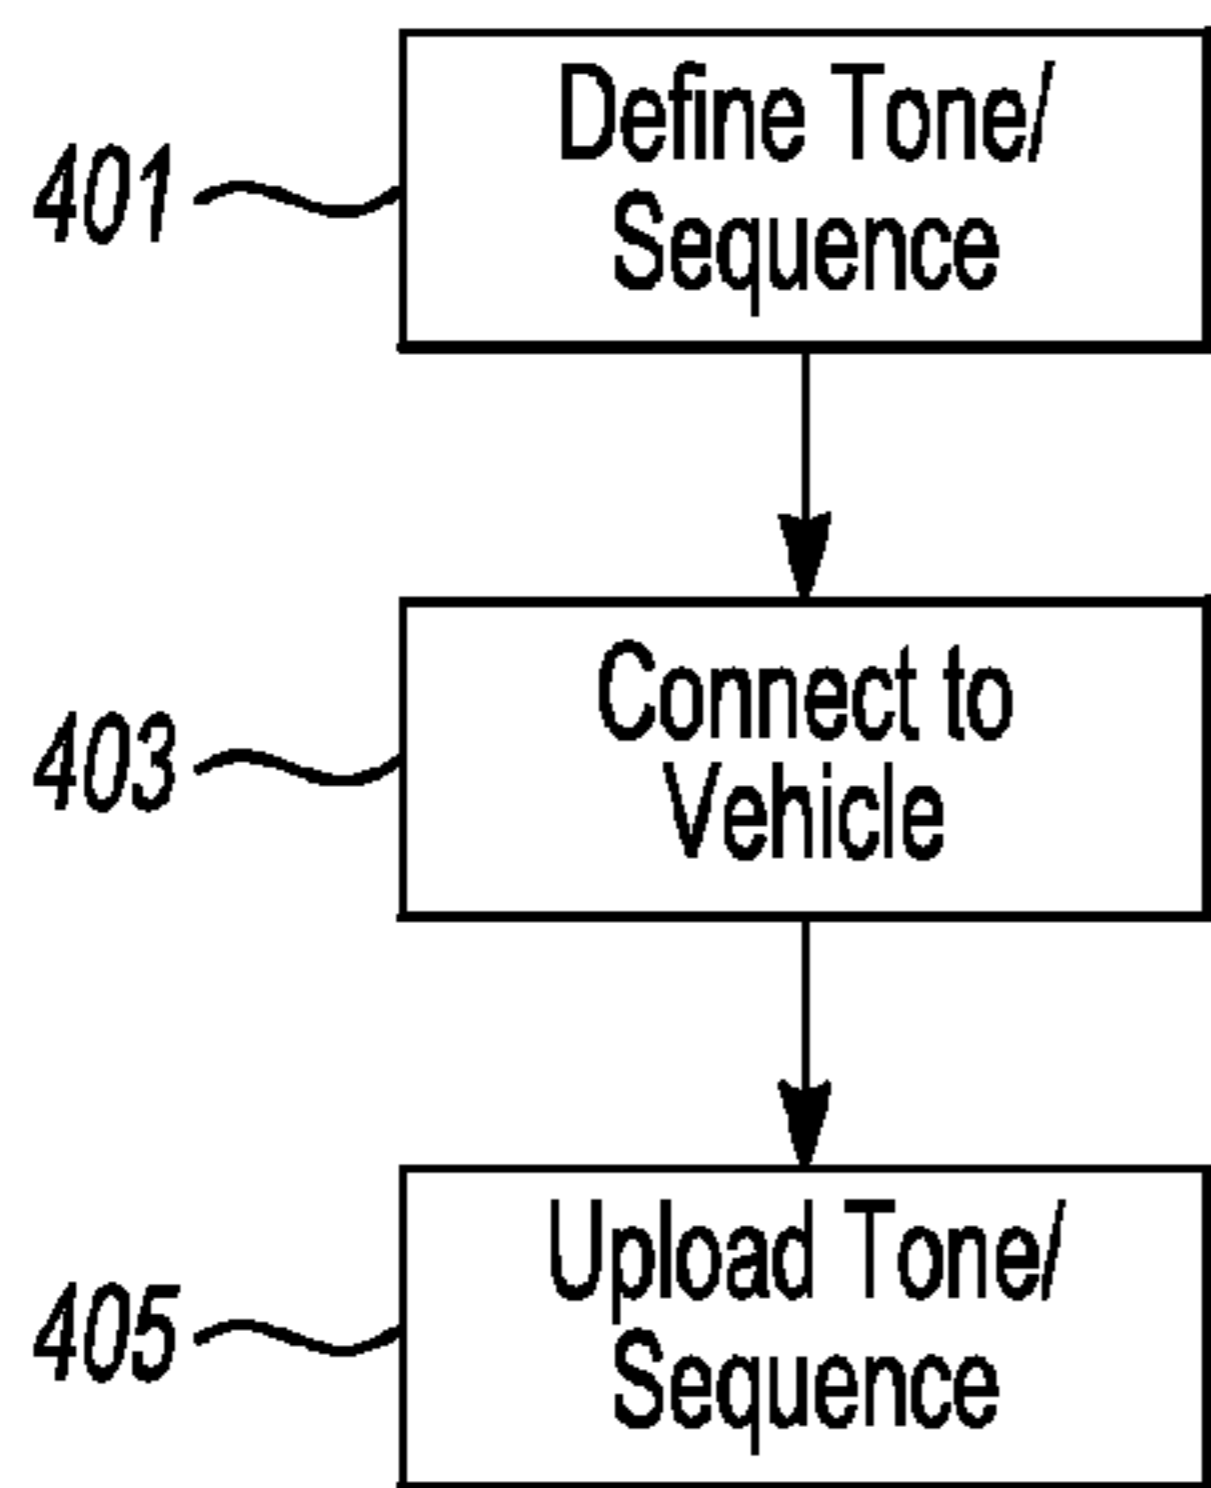 401
Define Tone/
Sequence
403
Connect to
Vehicle
405
Upload Tone/
Sequence